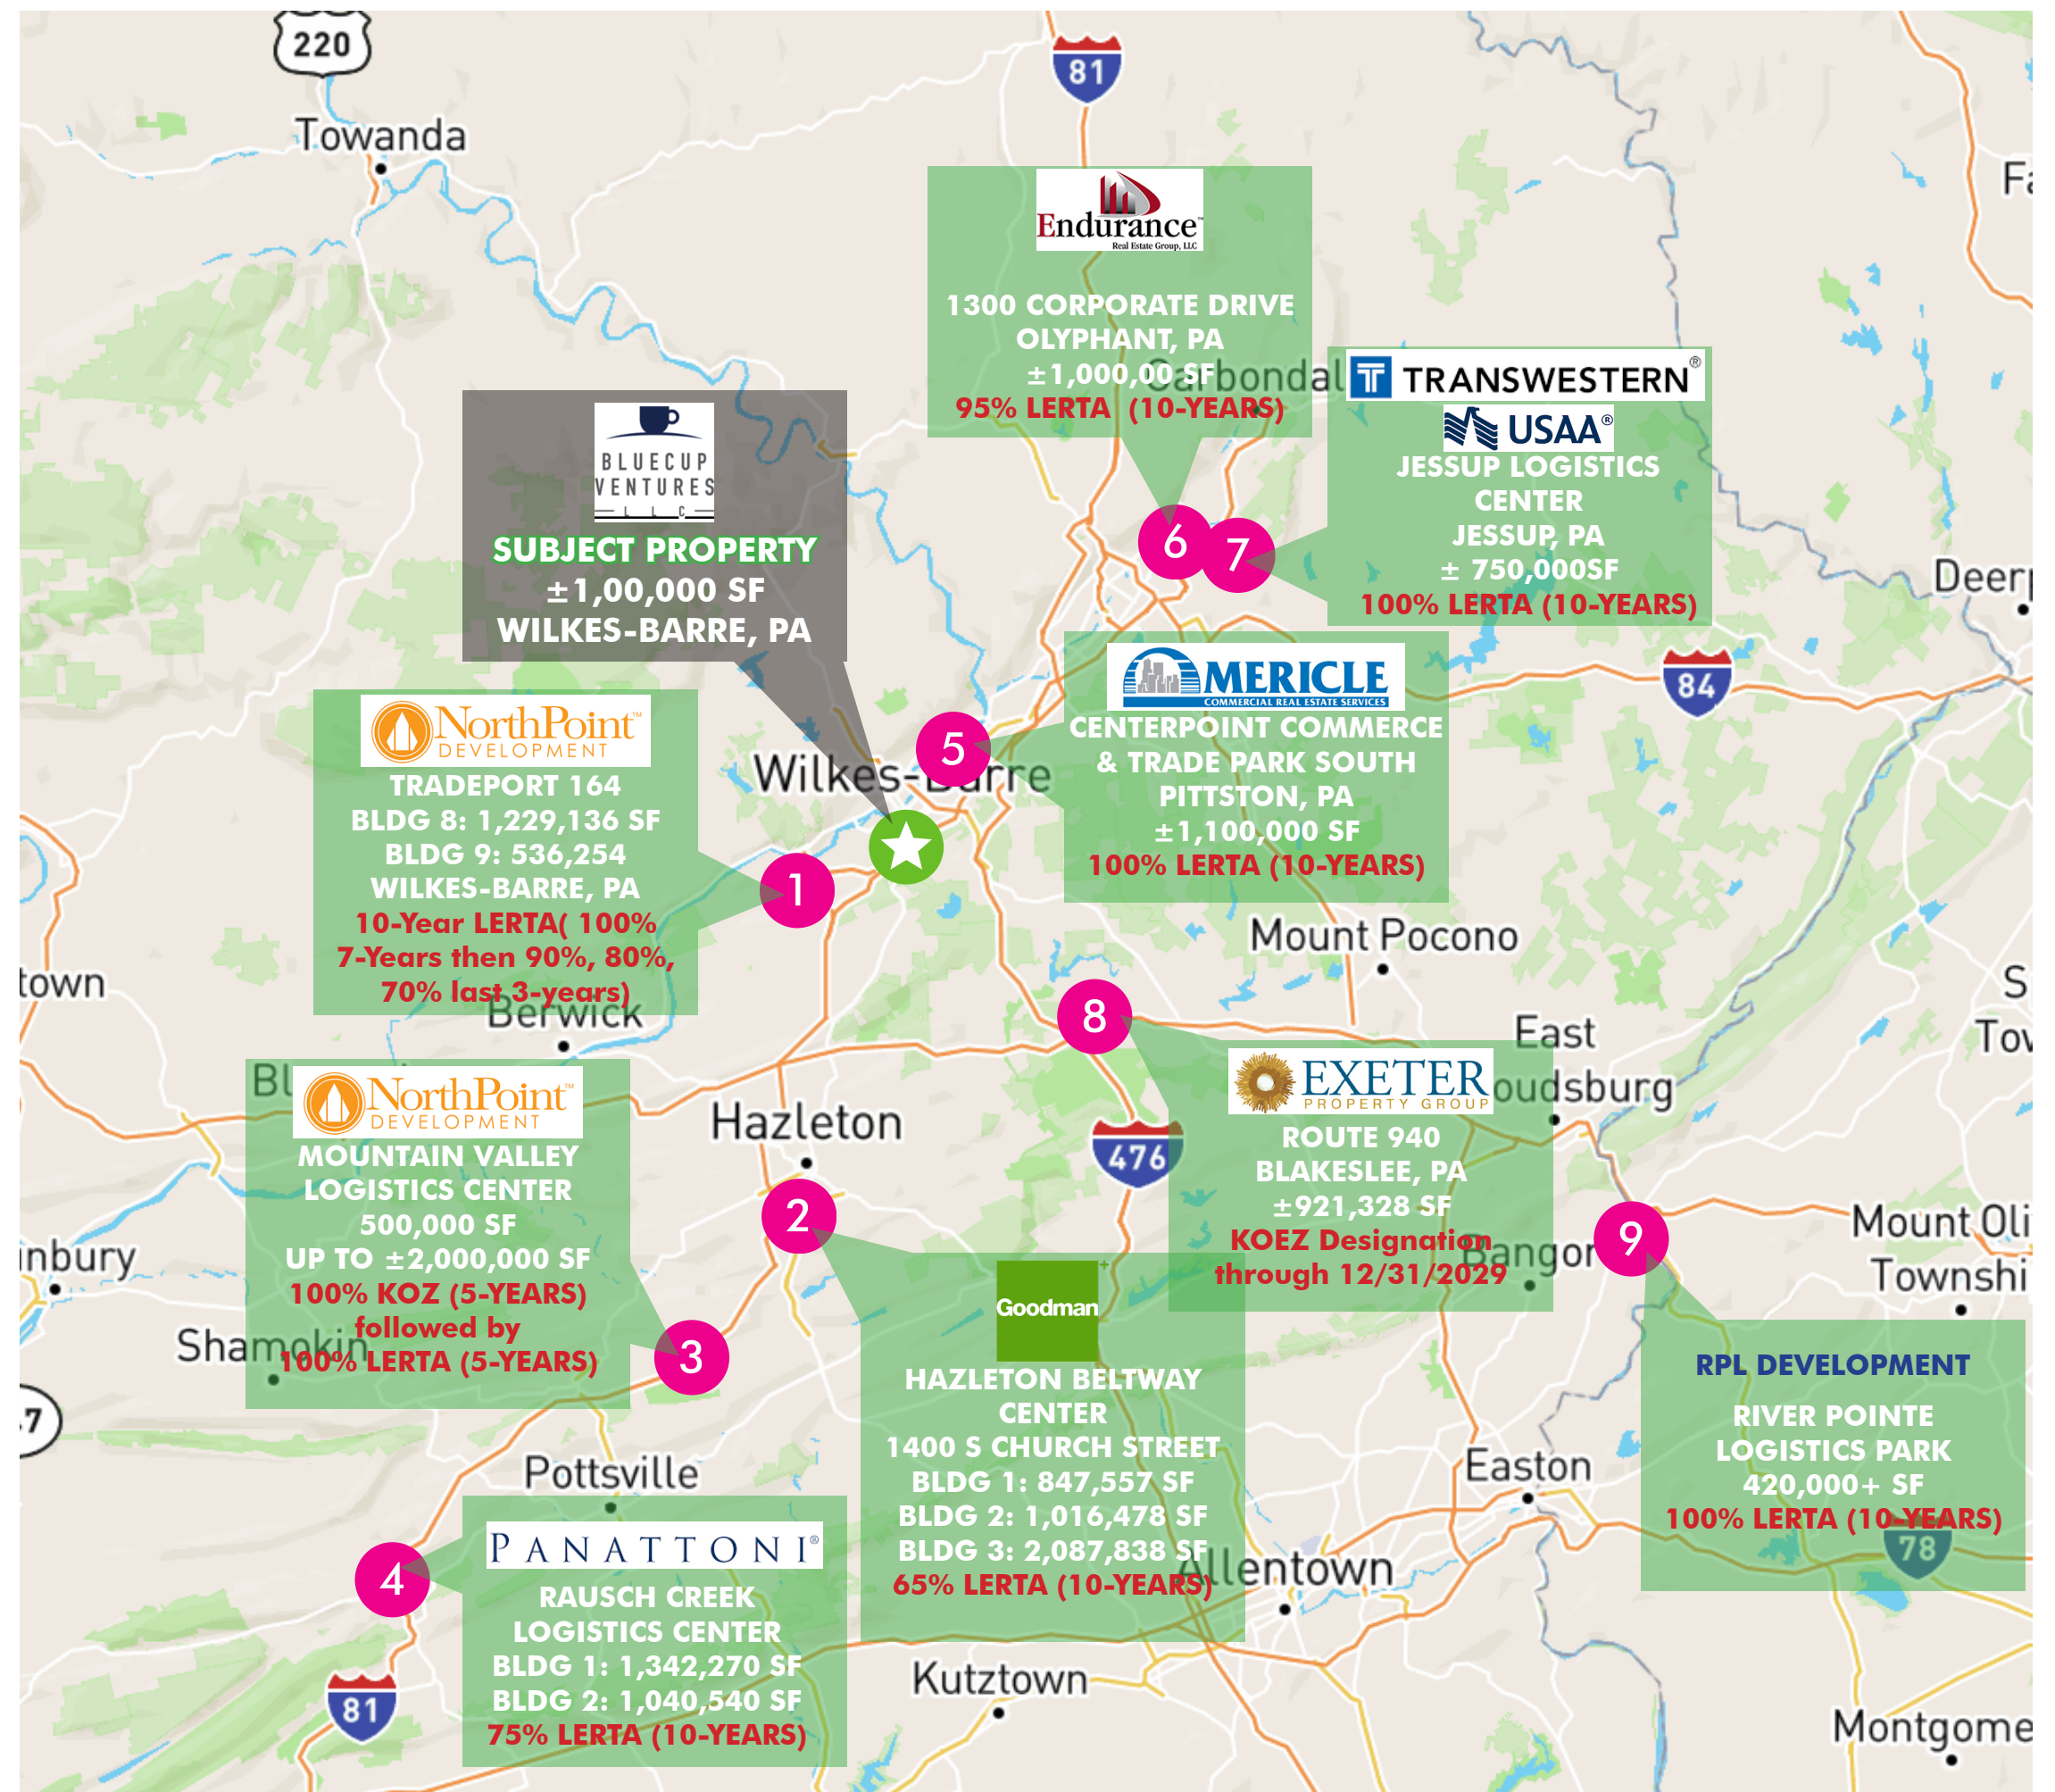 220
81
Towanda
Fa
Endurance™
Real Estate Group, LLC
1300 CORPORATE DRIVE
OLYPHANT, PA
±1,000,00 SF
95% LERTA (10-YEARS)
Carbondal
TRANSWESTERN®
USAA®
JESSUP LOGISTICS
CENTER
JESSUP, PA
± 750,000SF
100% LERTA (10-YEARS)
BLUECUP
VENTURES
L L C
SUBJECT PROPERTY
±1,00,000 SF
WILKES-BARRE, PA
6
7
Deerp
84
MERICLE
COMMERCIAL REAL ESTATE SERVICES
CENTERPOINT COMMERCE
& TRADE PARK SOUTH
PITTSTON, PA
±1,100,000 SF
100% LERTA (10-YEARS)
5
Wilkes-Barre
NorthPoint™
DEVELOPMENT
TRADEPORT 164
BLDG 8: 1,229,136 SF
BLDG 9: 536,254
WILKES-BARRE, PA
10-Year LERTA( 100%
7-Years then 90%, 80%,
70% last 3-years)
1
Mount Pocono
town
Berwick
8
S
Tov
East
oudsburg
EXETER
PROPERTY GROUP
ROUTE 940
BLAKESLEE, PA
±921,328 SF
KOEZ Designation
through 12/31/2029
Bl
NorthPoint™
DEVELOPMENT
MOUNTAIN VALLEY
LOGISTICS CENTER
500,000 SF
UP TO ±2,000,000 SF
100% KOZ (5-YEARS)
followed by
100% LERTA (5-YEARS)
Hazleton
476
2
nbury
Shamokin
3
Bangor
9
Mount Oli
Townshi
7
Goodman
HAZLETON BELTWAY
CENTER
1400 S CHURCH STREET
BLDG 1: 847,557 SF
BLDG 2: 1,016,478 SF
BLDG 3: 2,087,838 SF
65% LERTA (10-YEARS)
RPL DEVELOPMENT
RIVER POINTE
LOGISTICS PARK
420,000+ SF
100% LERTA (10-YEARS)
78
Pottsville
Easton
Allentown
4
PANATTONI®
RAUSCH CREEK
LOGISTICS CENTER
BLDG 1: 1,342,270 SF
BLDG 2: 1,040,540 SF
75% LERTA (10-YEARS)
81
Kutztown
Montgome